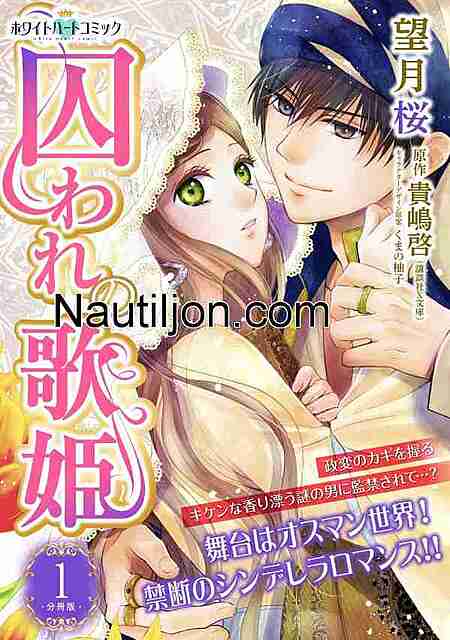 ホワイトハートコミック
white heart comic
囚われの歌姫
望月桜
原作 貴嶋啓
(講談社X文庫)
キャラクターデザイン原案 くまの柚子
Nautiljon.com
政変のカギを握る
キケンな香り漂う謎の男に監禁されて…?
舞台はオスマン世界!
禁断のシンデレラロマンス!!
1
・分冊版・